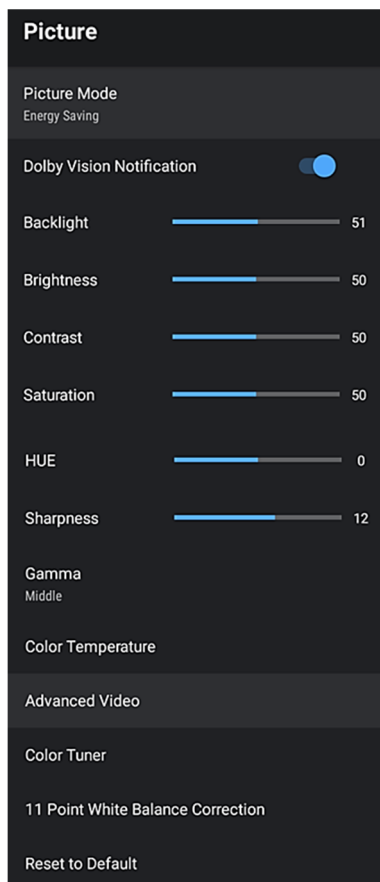 Picture
Picture Mode
Energy Saving
Dolby Vision Notification
Backlight 51
Brightness 50
Contrast 50
Saturation 50
HUE 0
Sharpness 12
Gamma
Middle
Color Temperature
Advanced Video
Color Tuner
11 Point White Balance Correction
Reset to Default